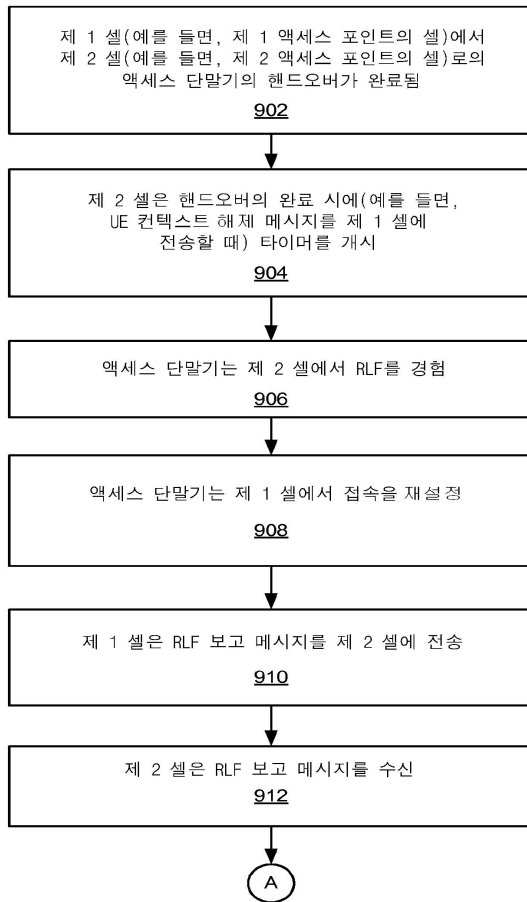 제 1 셀(예를 들면, 제 1 액세스 포인트의 셀)에서
제 2 셀(예를 들면, 제 2 액세스 포인트의 셀)로의
액세스 단말기의 핸드오버가 완료됨
902
제 2 셀은 핸드오버의 완료 시에(예를 들면,
UE 컨텍스트 해제 메시지를 제 1 셀에
전송할 때) 타이머를 개시
904
액세스 단말기는 제 2 셀에서 RLF를 경험
906
액세스 단말기는 제 1 셀에서 접속을 재설정
908
제 1 셀은 RLF 보고 메시지를 제 2 셀에 전송
910
제 2 셀은 RLF 보고 메시지를 수신
912
A